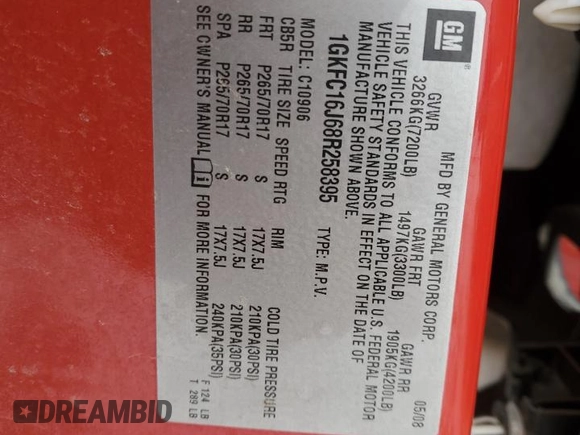 GM
MFD BY GENERAL MOTORS CORP. 05/08
GVWR GAWR FRT GAWR RR
3266KG(7200LB) 1497KG(3300LB) 1905KG(4200LB)
THIS VEHICLE CONFORMS TO ALL APPLICABLE U.S. FEDERAL MOTOR
VEHICLE SAFETY STANDARDS IN EFFECT ON THE DATE OF
MANUFACTURE SHOWN ABOVE.
1GKFC16J68R258395 TYPE: M.P.V.
MODEL: C10906
CB5R TIRE SIZE SPEED RTG RIM COLD TIRE PRESSURE
FRT P265/70R17 S 17X7.5J 210KPA(30PSI)
RR P265/70R17 S 17X7.5J 210KPA(30PSI)
SPA P265/70R17 S 17X7.5J 240KPA(35PSI)
SEE OWNER'S MANUAL i FOR MORE INFORMATION. F 124 LB
T 289 LB
DREAMBID